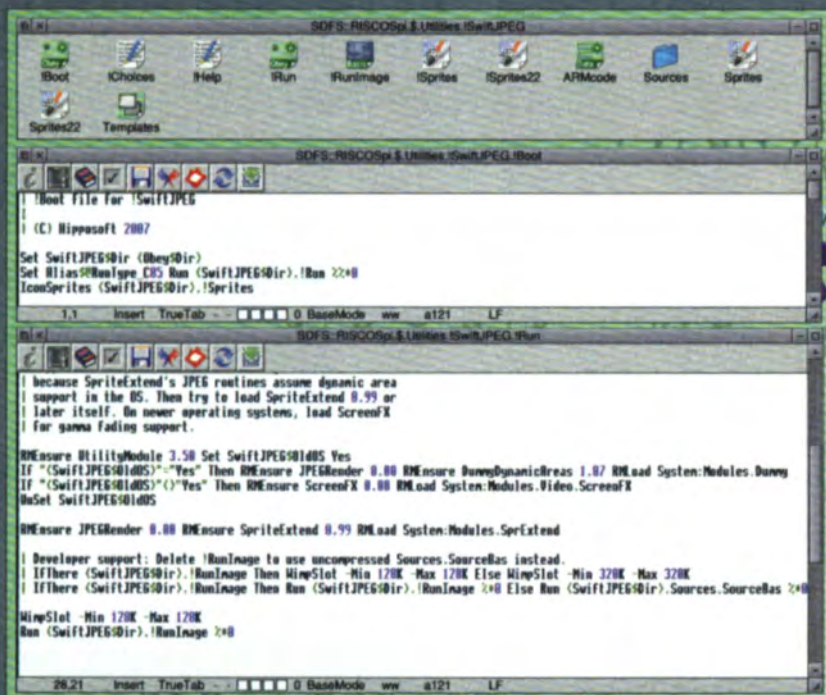 SDFS::RISCOSpi.$.Utilities.!SwiftJPEG
!Boot !Choices !Help !Run !RunImage !Sprites !Sprites22 ARMcode Sources Sprites
Sprites22 Templates
SDFS::RISCOSpi.$.Utilities.!SwiftJPEG.!Boot
| !Boot file for !SwiftJPEG
|
| (C) Hipposoft 2007
Set SwiftJPEG$Dir <Obey$Dir>
Set Alias$@RunType_C85 Run <SwiftJPEG$Dir>.!Run %%*0
IconSprites <SwiftJPEG$Dir>.!Sprites
1,1 Insert TrueTab - - 0 BaseMode ww a121 LF
SDFS::RISCOSpi.$.Utilities.!SwiftJPEG.!Run
| because SpriteExtend's JPEG routines assume dynamic area
| support in the OS. Then try to load SpriteExtend 0.99 or
| later itself. On newer operating systems, load ScreenFX
| for gamma fading support.
RMEnsure UtilityModule 3.50 Set SwiftJPEG$OldOS Yes
If "<SwiftJPEG$OldOS>"="Yes" Then RMEnsure JPEGRender 0.00 RMEnsure DummyDynamicAreas 1.07 RMLoad System:Modules.Dummy
If "<SwiftJPEG$OldOS>"<>"Yes" Then RMEnsure ScreenFX 0.00 RMLoad System:Modules.Video.ScreenFX
UnSet SwiftJPEG$OldOS
RMEnsure JPEGRender 0.00 RMEnsure SpriteExtend 0.99 RMLoad System:Modules.SprExtend
| Developer support: Delete !RunImage to use uncompressed Sources.SourceBas instead.
| IfThere <SwiftJPEG$Dir>.!RunImage Then WimpSlot -Min 128K -Max 128K Else WimpSlot -Min 320K -Max 320K
| IfThere <SwiftJPEG$Dir>.!RunImage Then Run <SwiftJPEG$Dir>.!RunImage %*0 Else Run <SwiftJPEG$Dir>.Sources.SourceBas %*0
WimpSlot -Min 128K -Max 128K
Run <SwiftJPEG$Dir>.!RunImage %*0
28,21 Insert TrueTab - - 0 BaseMode ww a121 LF